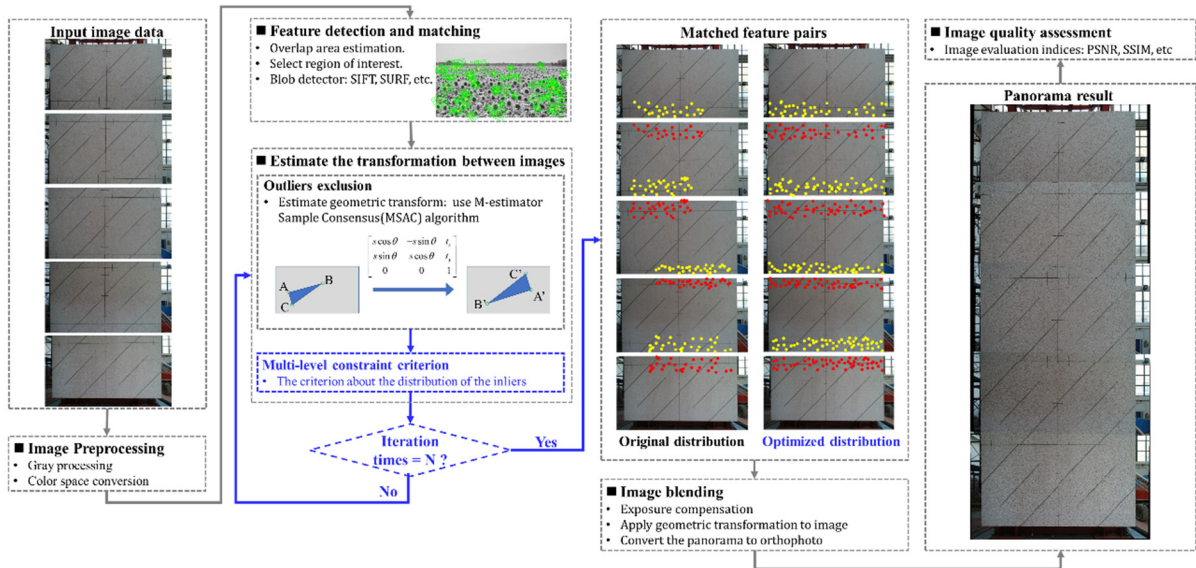 Input image data
■ Image Preprocessing
• Gray processing
• Color space conversion
■ Feature detection and matching
• Overlap area estimation.
• Select region of interest.
• Blob detector: SIFT, SURF, etc.
■ Estimate the transformation between images
Outliers exclusion
• Estimate geometric transform: use M-estimator
Sample Consensus(MSAC) algorithm
s cos θ −s sin θ t
s sin θ s cos θ t
0 0 1
A
B
C
C'
B'
A'
Multi-level constraint criterion
• The criterion about the distribution of the inliers
Iteration
times = N ?
Yes
No
Matched feature pairs
Original distribution
Optimized distribution
■ Image blending
• Exposure compensation
• Apply geometric transformation to image
• Convert the panorama to orthophoto
■ Image quality assessment
• Image evaluation indices: PSNR, SSIM, etc
Panorama result